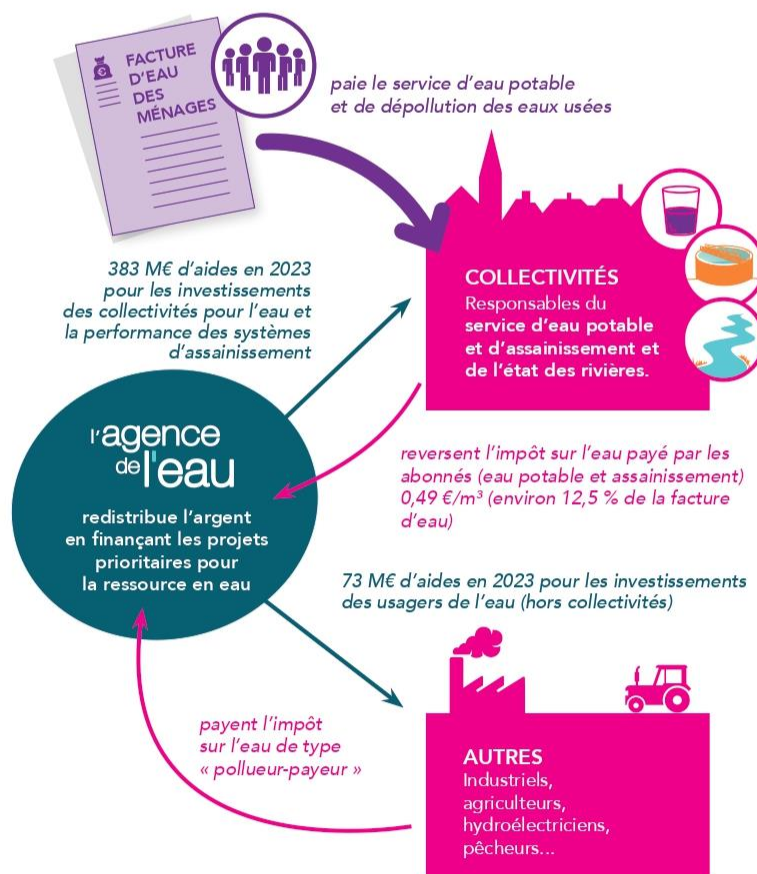 FACTURE
D'EAU
DES
MÉNAGES
paie le service d'eau potable
et de dépollution des eaux usées
383 M€ d'aides en 2023
pour les investissements
des collectivités pour l'eau et
la performance des systèmes
d'assainissement
COLLECTIVITÉS
Responsables du
service d'eau potable
et d'assainissement et
de l'état des rivières.
l'agence
de l'eau
redistribue l'argent
en finançant les projets
prioritaires pour
la ressource en eau
reversent l'impôt sur l'eau payé par les
abonnés (eau potable et assainissement)
0,49 €/m³ (environ 12,5 % de la facture
d'eau)
73 M€ d'aides en 2023 pour les investissements
des usagers de l'eau (hors collectivités)
payent l'impôt
sur l'eau de type
« pollueur-payeur »
AUTRES
Industriels,
agriculteurs,
hydroélectriciens,
pêcheurs...